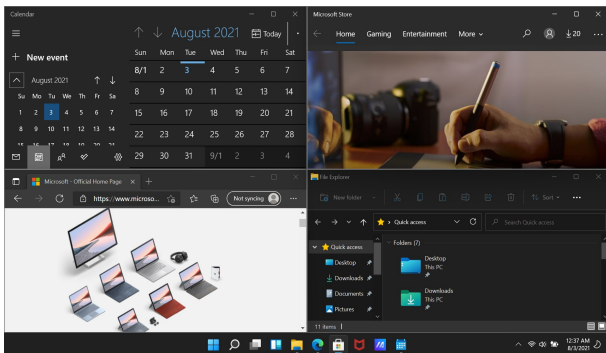 Calendar
August 2021
Today
New event
August 2021
Su Mo Tu We Th Fr Sa
1 2 3 4 5 6 7
8 9 10 11 12 13 14
Sun Mon Tue Wed Thu Fri Sat
8/1 2 3 4 5 6 7
8 9 10 11 12 13 14
15 16 17 18 19 20 21
22 23 24 25 26 27 28
29 30 31 9/1 2 3 4
Microsoft Store
Home Gaming Entertainment More
20
Microsoft - Official Home Page
https://www.microso...
Not syncing
File Explorer
New folder
Sort
Quick access
Search Quick access
Quick access
Desktop
Downloads
Documents
Pictures
Folders (7)
Desktop
This PC
Downloads
This PC
11 items
12:37 AM
8/3/2021